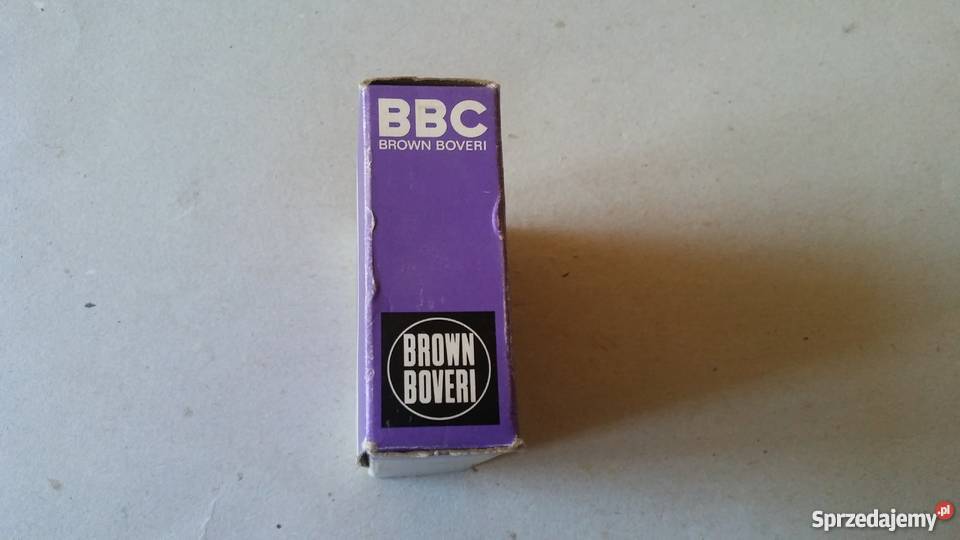 BBC
BROWN BOVERI
BROWN
BOVERI
Sprzedajemy.pl